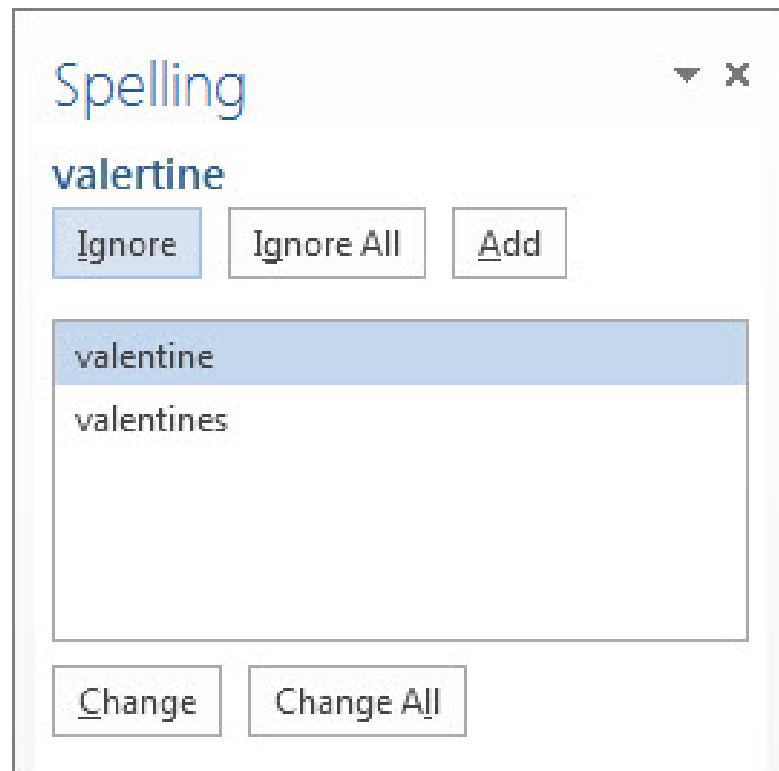 Spelling
valertine
Ignore Ignore All Add
valentine
valentines
Change Change All